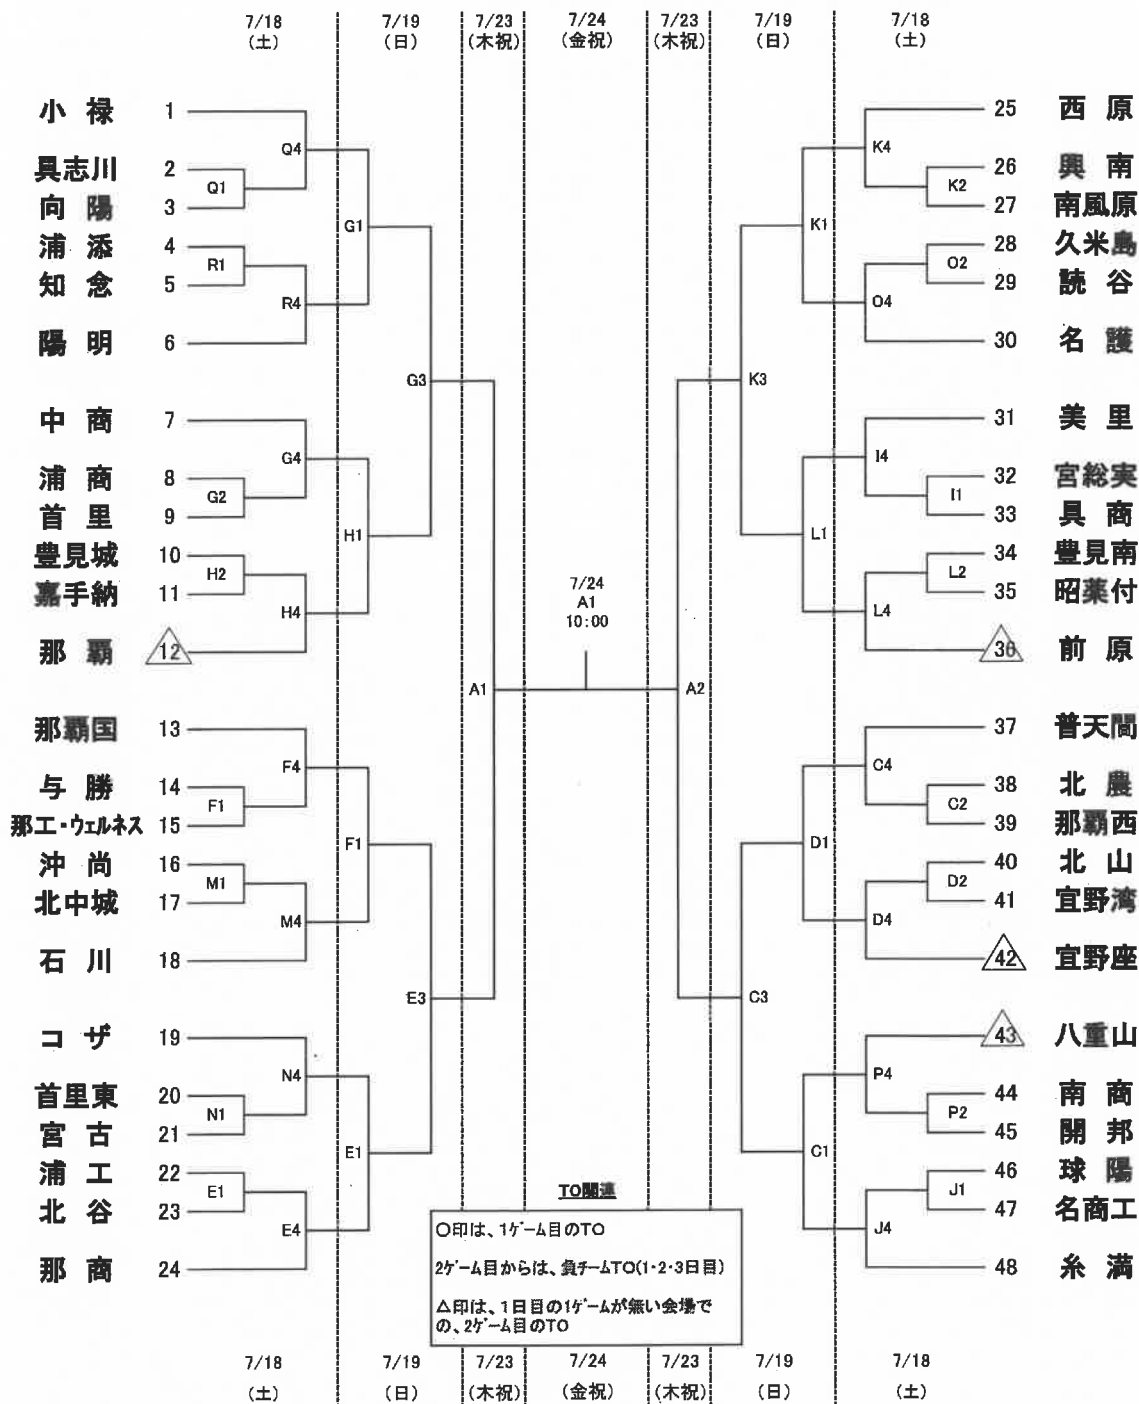 7/18 7/19 7/23 7/24 7/23 7/19 7/18
(土) (日) (木祝) (金祝) (木祝) (日) (土)
小禄 1
25 西原
Q4
K4
具志川 2
26 興南
Q1
K2
向陽 3
27 南風原
G1
K1
浦添 4
28 久米島
R1
O2
知念 5
29 読谷
R4
O4
陽明 6
30 名護
G3
K3
中商 7
31 美里
G4
I4
浦商 8
32 宮総実
G2
I1
首里 9
33 具商
H1
L1
豊見城 10
34 豊見南
H2
L2
嘉手納 11
35 昭薬付
H4
L4
那覇 12
36 前原
7/24
A1
10:00
A1
A2
那覇国 13
37 普天間
F4
C4
与勝 14
38 北農
F1
C2
那工・ウェルネス 15
39 那覇西
F1
D1
沖尚 16
40 北山
M1
D2
北中城 17
41 宜野湾
M4
D4
石川 18
42 宜野座
E3
C3
コザ 19
43 八重山
N4
P4
首里東 20
44 南商
N1
P2
宮古 21
45 開邦
E1
C1
浦工 22
46 球陽
E1
J1
北谷 23
47 名商工
E4
J4
那商 24
48 糸満
TO関連
〇印は、1ゲーム目のTO
2ゲーム目からは、負チームTO(1・2・3日目)
△印は、1日目の1ゲームが無い会場で
の、2ゲーム目のTO
7/18 7/19 7/23 7/24 7/23 7/19 7/18
(土) (日) (木祝) (金祝) (木祝) (日) (土)